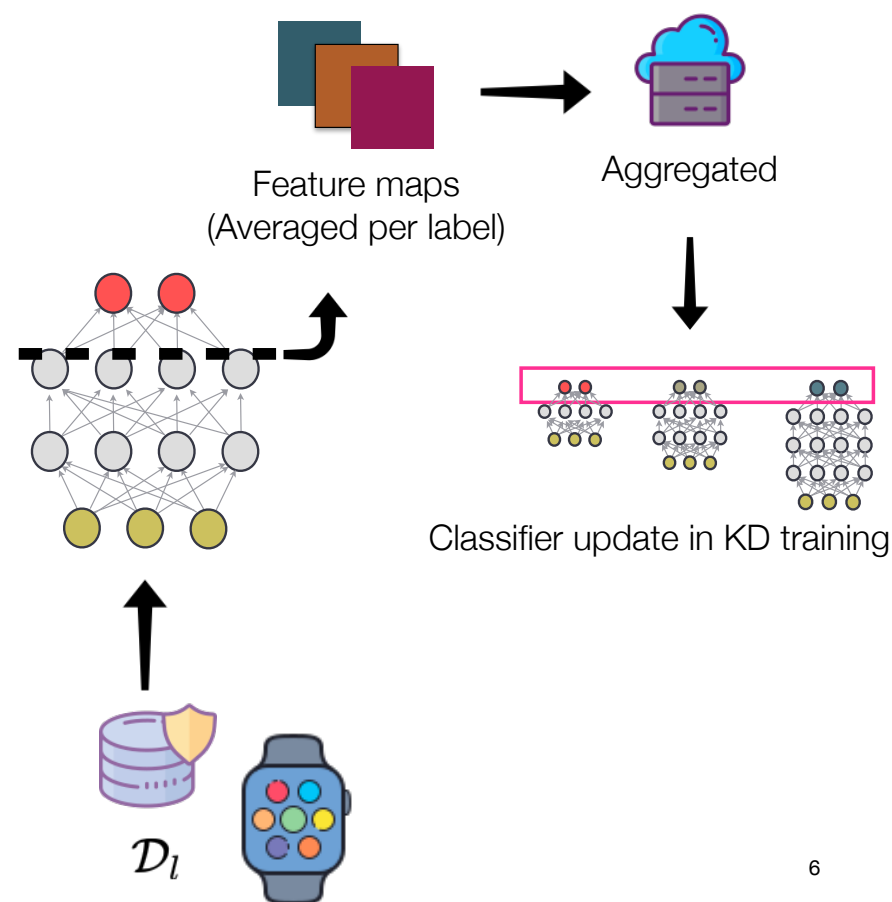 Feature maps
(Averaged per label)
Aggregated
Classifier update in KD training
𝒟ₗ
6